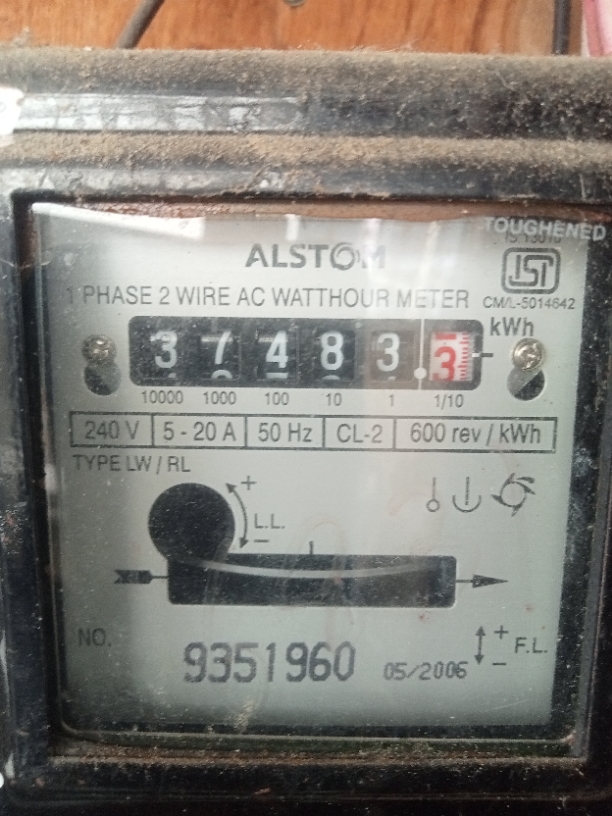 TOUGHENED
IS 13010
ALSTOM
ISI
1 PHASE 2 WIRE AC WATTHOUR METER
CM/L-5014642
kWh
3 7 4 8 3 3
10000 1000 100 10 1 1/10
240 V 5 - 20 A 50 Hz CL-2 600 rev / kWh
TYPE LW / RL
+
L.L.
−
NO.
9351960
05/2006
+
F.L.
−